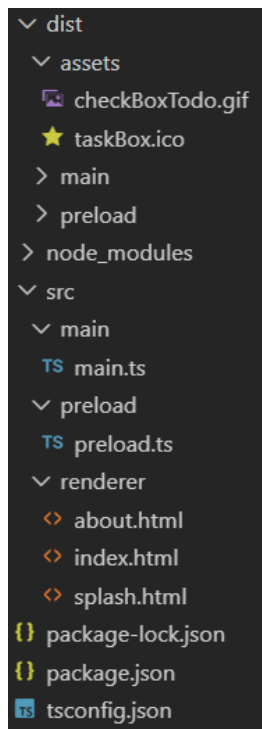 dist
assets
checkBoxTodo.gif
taskBox.ico
main
preload
node_modules
src
main
TS main.ts
preload
TS preload.ts
renderer
<> about.html
<> index.html
<> splash.html
{} package-lock.json
{} package.json
TS tsconfig.json